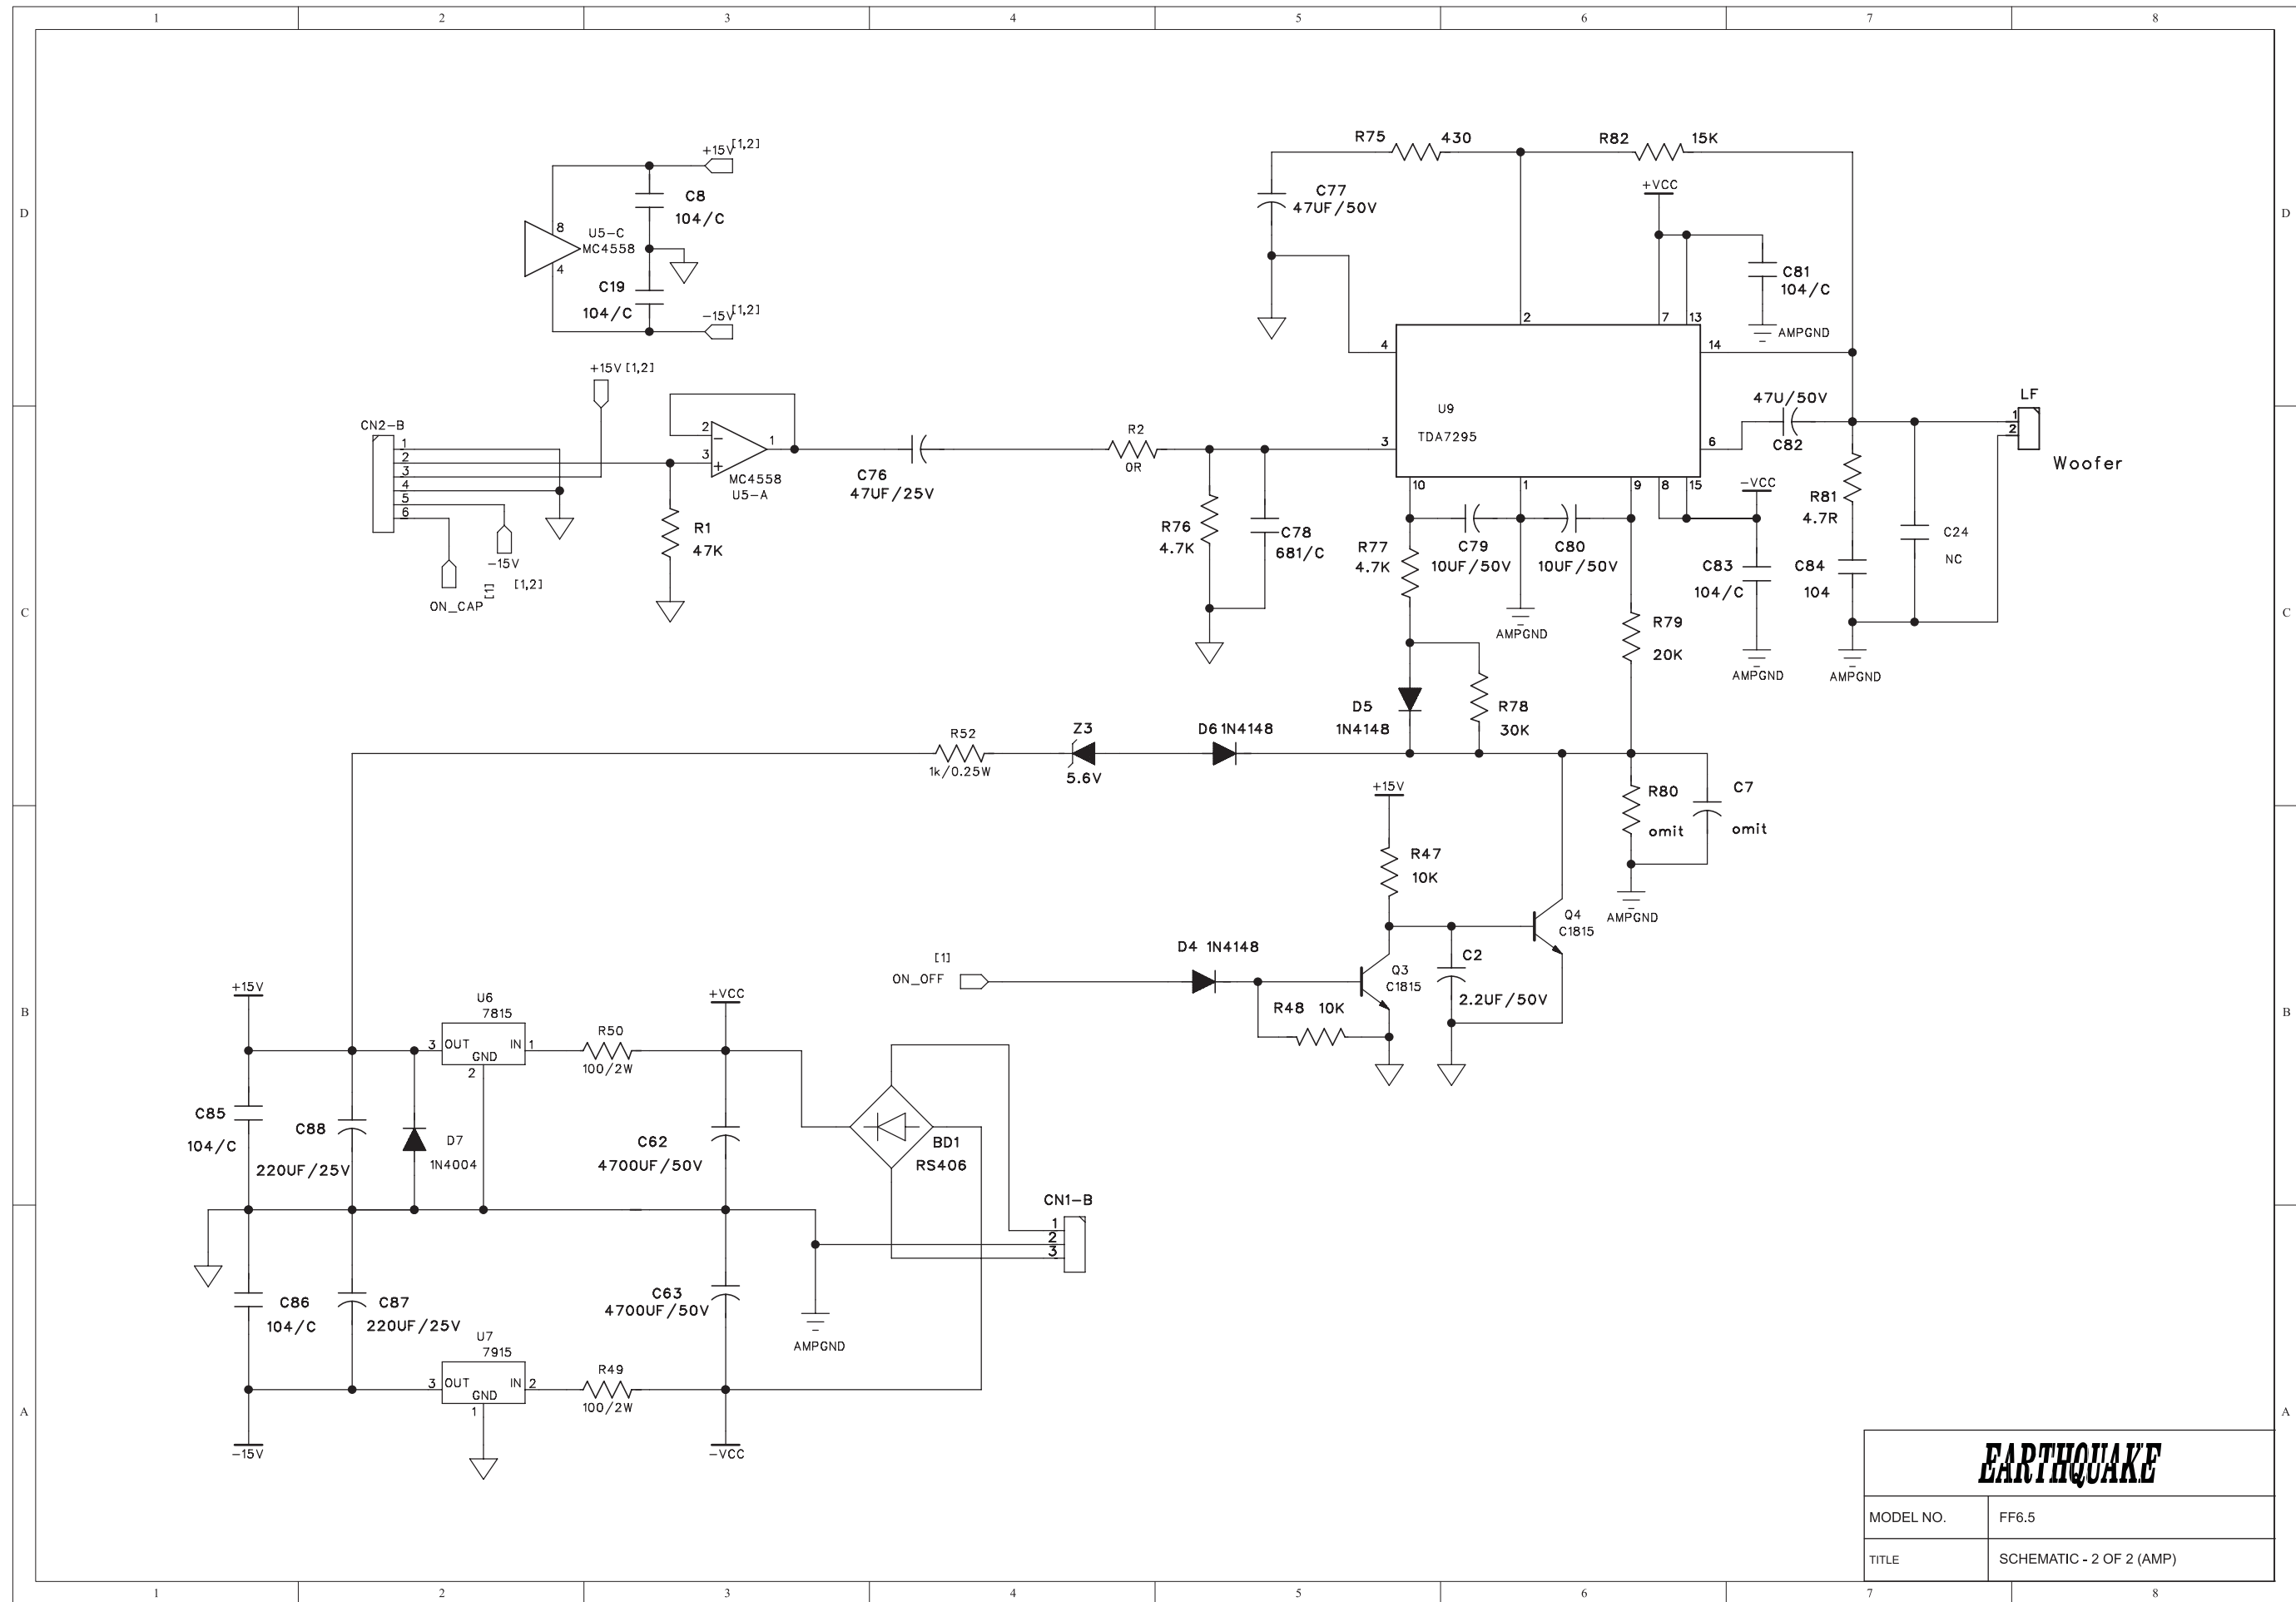 1 2 3 4 5 6 7 8
D
D
C
C
B
B
A
A
+15V [1,2]
C8
104/C
8
U5-C
MC4558
4
C19
104/C
-15V [1,2]
+15V [1,2]
CN2-B
1
2
3
4
5
6
-15V
[1,2]
ON_CAP
[1]
R1
47K
2
3
-
+
1
MC4558
U5-A
C76
47UF/25V
R2
0R
R76
4.7K
C78
681/C
R75 430
R82 15K
C77
47UF/50V
+VCC
C81
104/C
AMPGND
2
7
13
4
14
3
6
U9
TDA7295
10
1
9
8
15
47U/50V
C82
LF
1
2
Woofer
-VCC
R81
4.7R
C24
NC
C83
104/C
C84
104
AMPGND
AMPGND
R77
4.7K
C79
10UF/50V
C80
10UF/50V
AMPGND
R79
20K
D5
1N4148
R78
30K
R52
1k/0.25W
Z3
5.6V
D6 1N4148
R80
omit
C7
omit
AMPGND
+15V
R47
10K
Q4
C1815
D4 1N4148
[1]
ON_OFF
Q3
C1815
C2
2.2UF/50V
R48 10K
+15V
U6
7815
3 OUT IN 1
GND
2
R50
100/2W
+VCC
C85
104/C
C88
220UF/25V
D7
1N4004
C62
4700UF/50V
BD1
RS406
CN1-B
1
2
3
C86
104/C
C87
220UF/25V
C63
4700UF/50V
AMPGND
U7
7915
3 OUT IN 2
GND
1
R49
100/2W
-15V
-VCC
EARTHQUAKE
MODEL NO. FF6.5
TITLE SCHEMATIC - 2 OF 2 (AMP)
1 2 3 4 5 6 7 8